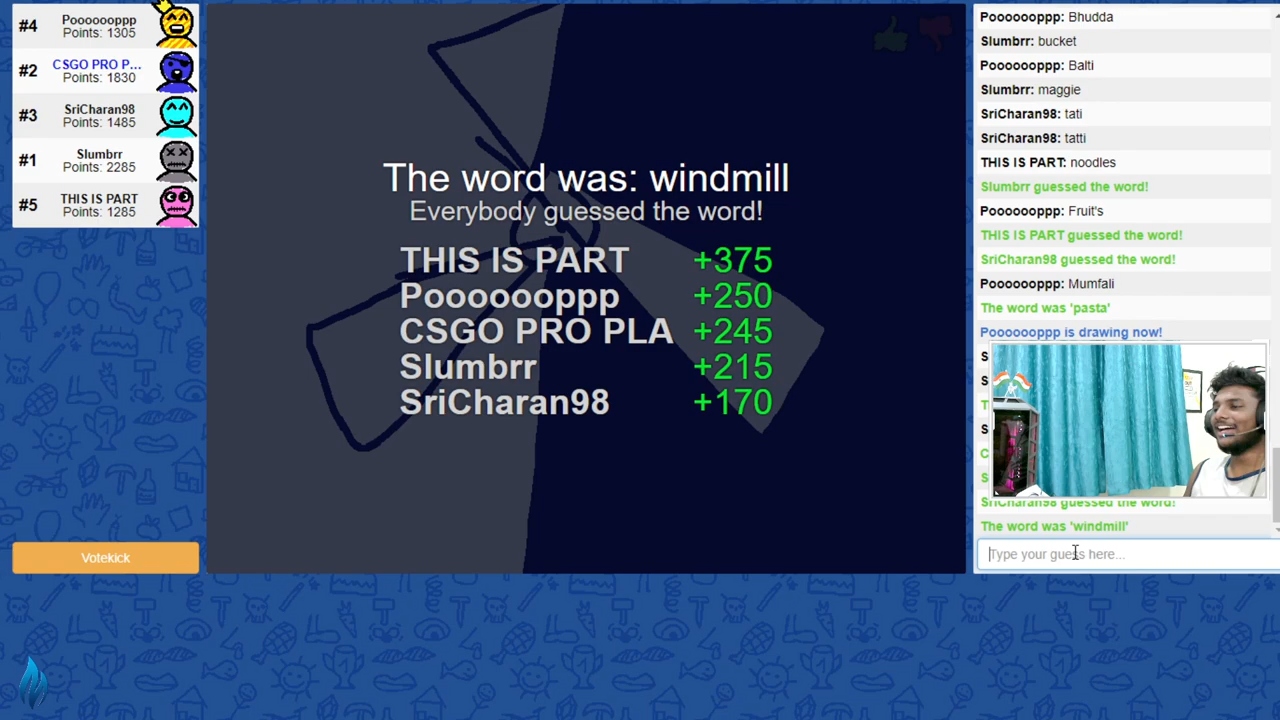 #4
Pooooooppp
Points: 1305
#2
CSGO PRO P...
Points: 1830
#3
SriCharan98
Points: 1485
#1
Slumbrr
Points: 2285
#5
THIS IS PART
Points: 1285
Votekick
The word was: windmill
Everybody guessed the word!
THIS IS PART +375
Pooooooppp +250
CSGO PRO PLA +245
Slumbrr +215
SriCharan98 +170
Pooooooppp: Bhudda
Slumbrr: bucket
Pooooooppp: Balti
Slumbrr: maggie
SriCharan98: tati
SriCharan98: tatti
THIS IS PART: noodles
Slumbrr guessed the word!
Pooooooppp: Fruit's
THIS IS PART guessed the word!
SriCharan98 guessed the word!
Pooooooppp: Mumfali
The word was 'pasta'
Pooooooppp is drawing now!
SriCharan98 guessed the word!
The word was 'windmill'
Type your guess here...